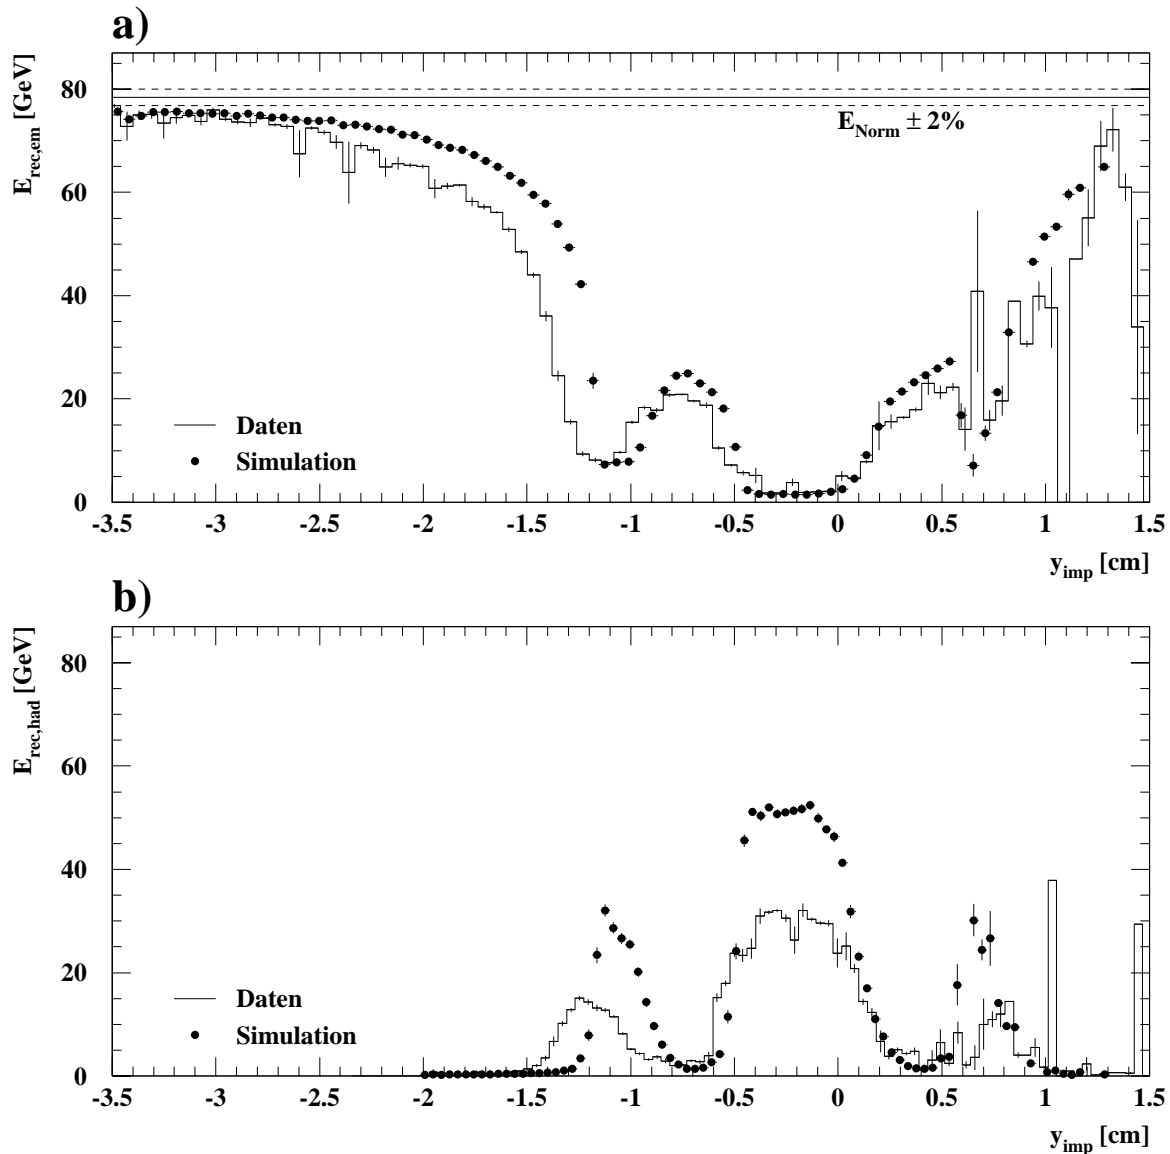 a)
E_rec,em [GeV]
80
60
40
20
0
E_Norm ± 2%
Daten
Simulation
-3.5 -3 -2.5 -2 -1.5 -1 -0.5 0 0.5 1 1.5
y_imp [cm]
b)
E_rec,had [GeV]
80
60
40
20
0
Daten
Simulation
-3.5 -3 -2.5 -2 -1.5 -1 -0.5 0 0.5 1 1.5
y_imp [cm]